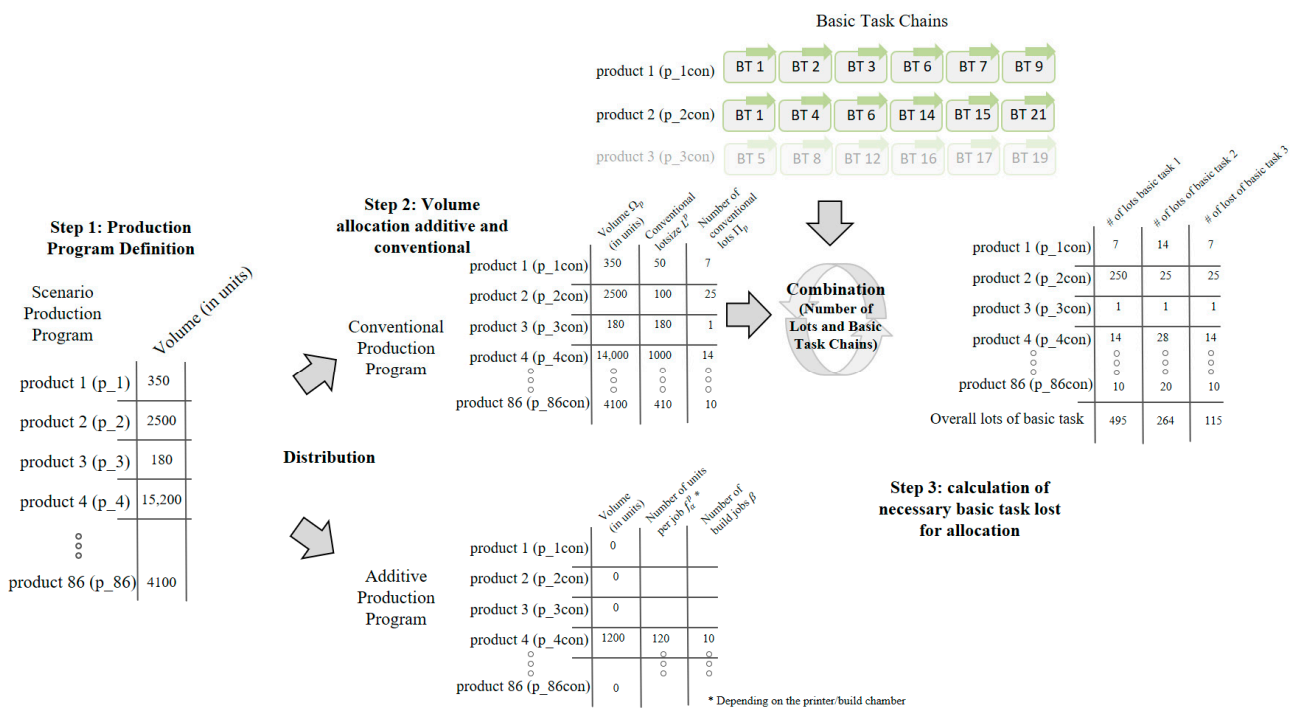 Basic Task Chains
product 1 (p_1con) BT 1 BT 2 BT 3 BT 6 BT 7 BT 9
product 2 (p_2con) BT 1 BT 4 BT 6 BT 14 BT 15 BT 21
product 3 (p_3con) BT 5 BT 8 BT 12 BT 16 BT 17 BT 19
Step 1: Production
Program Definition
Scenario
Production
Program
Volume (in units)
product 1 (p_1) 350
product 2 (p_2) 2500
product 3 (p_3) 180
product 4 (p_4) 15,200
product 86 (p_86) 4100
Distribution
Step 2: Volume
allocation additive and
conventional
Conventional
Production
Program
Volume Ωₚ
(in units)
Conventional
lotsize Lᵖ
Number of
conventional
lots Πₚ
product 1 (p_1con) 350 50 7
product 2 (p_2con) 2500 100 25
product 3 (p_3con) 180 180 1
product 4 (p_4con) 14,000 1000 14
product 86 (p_86con) 4100 410 10
Additive
Production
Program
Volume
(in units)
Number of units
per job fₐᵖ *
Number of
build jobs β
product 1 (p_1con) 0
product 2 (p_2con) 0
product 3 (p_3con) 0
product 4 (p_4con) 1200 120 10
product 86 (p_86con) 0
* Depending on the printer/build chamber
Combination
(Number of
Lots and Basic
Task Chains)
# of lots basic task 1
# of lots of basic task 2
# of lost of basic task 3
product 1 (p_1con) 7 14 7
product 2 (p_2con) 250 25 25
product 3 (p_3con) 1 1 1
product 4 (p_4con) 14 28 14
product 86 (p_86con) 10 20 10
Overall lots of basic task 495 264 115
Step 3: calculation of
necessary basic task lost
for allocation